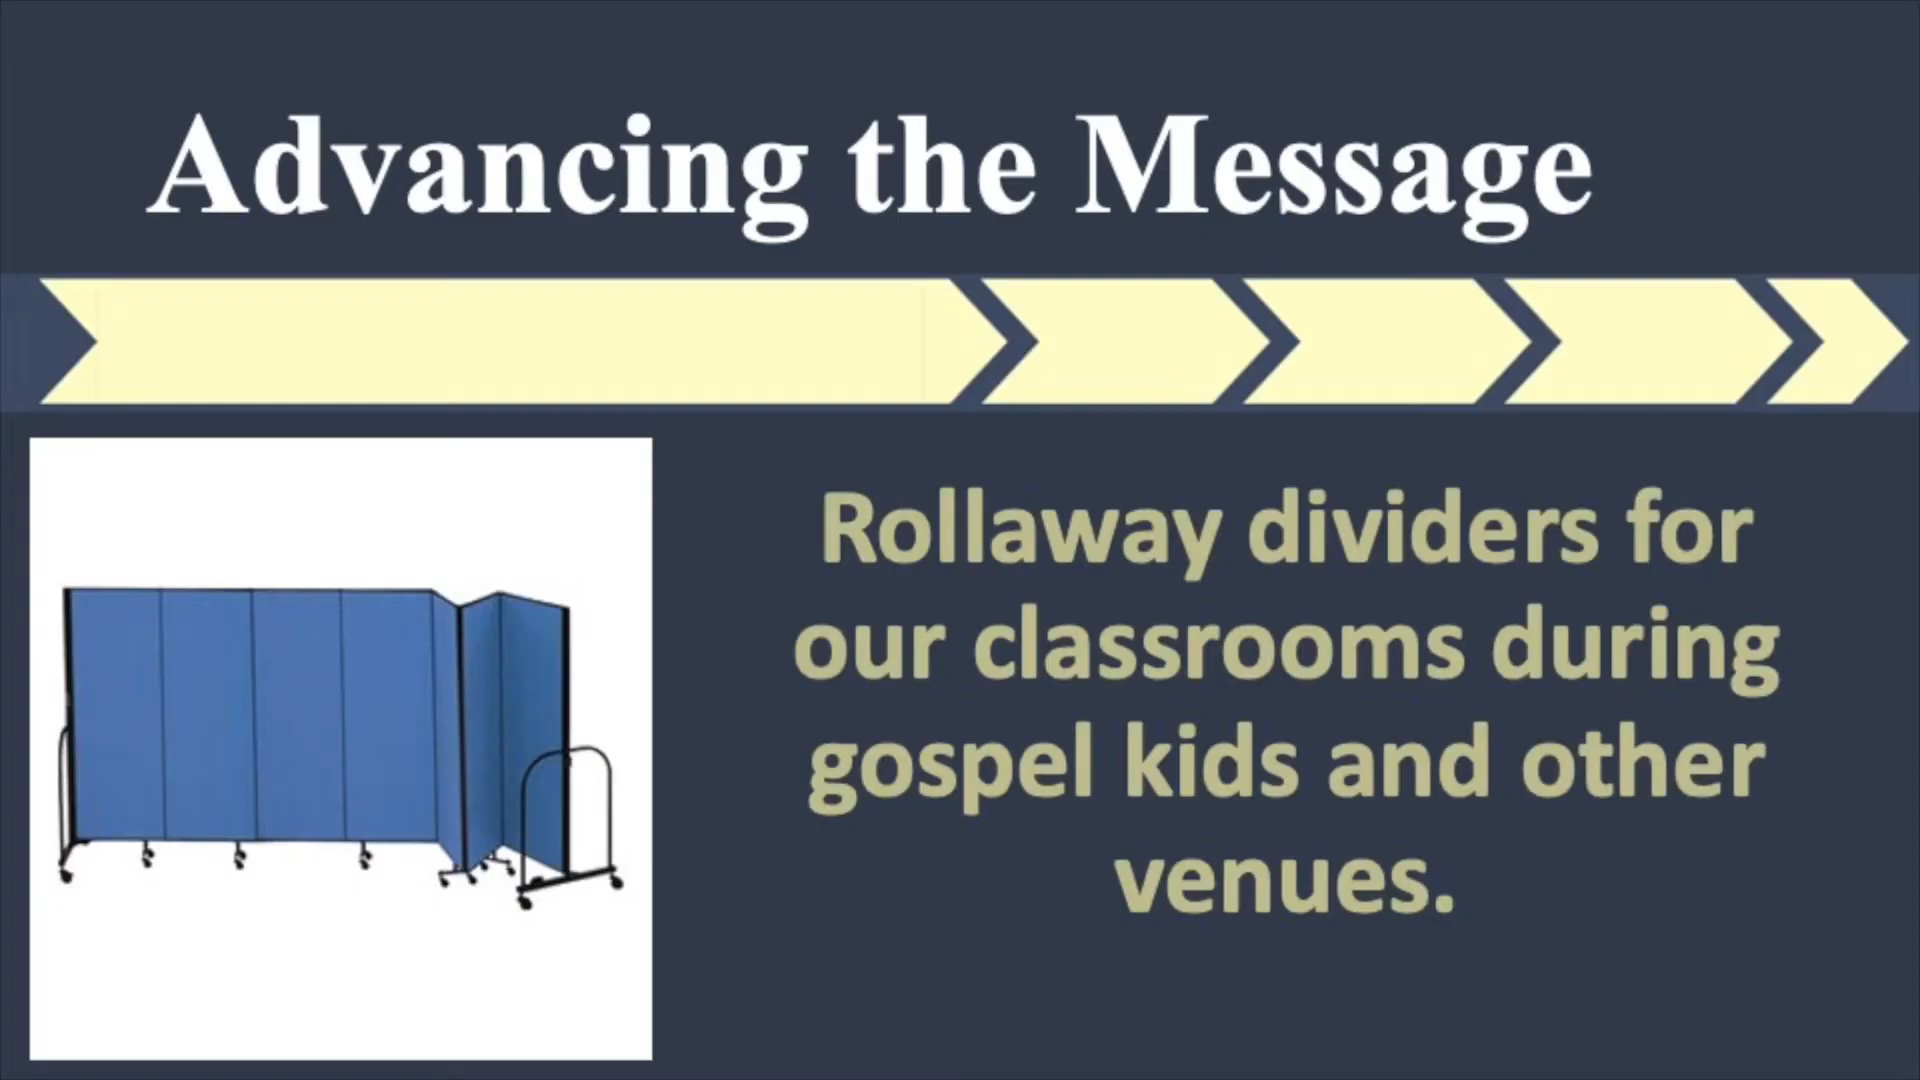 Advancing the Message
Rollaway dividers for
our classrooms during
gospel kids and other
venues.